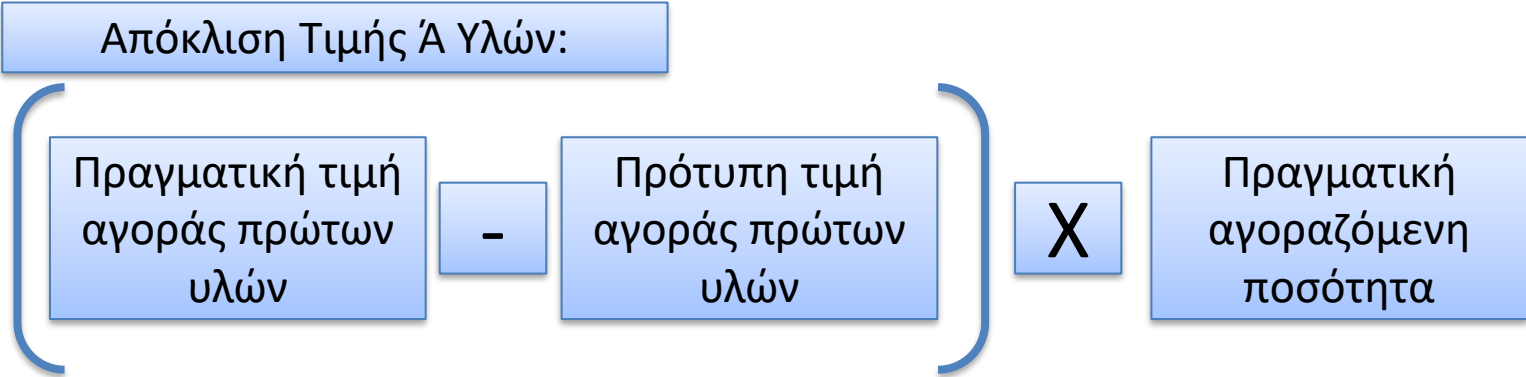 Απόκλιση Τιμής Ά Υλών:
Πραγματική τιμή
αγοράς πρώτων
υλών
-
Πρότυπη τιμή
αγοράς πρώτων
υλών
X
Πραγματική
αγοραζόμενη
ποσότητα